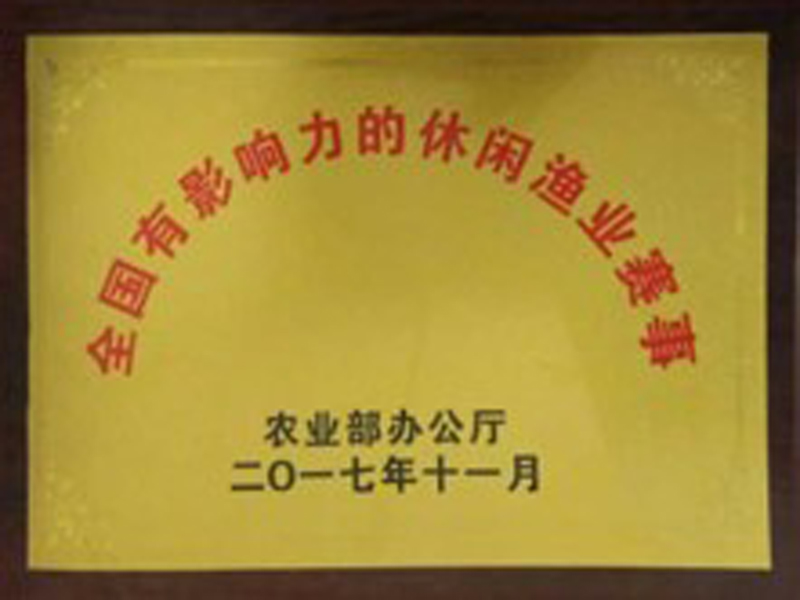 全国有影响力的休闲渔业赛事
农业部办公厅
二〇一七年十一月